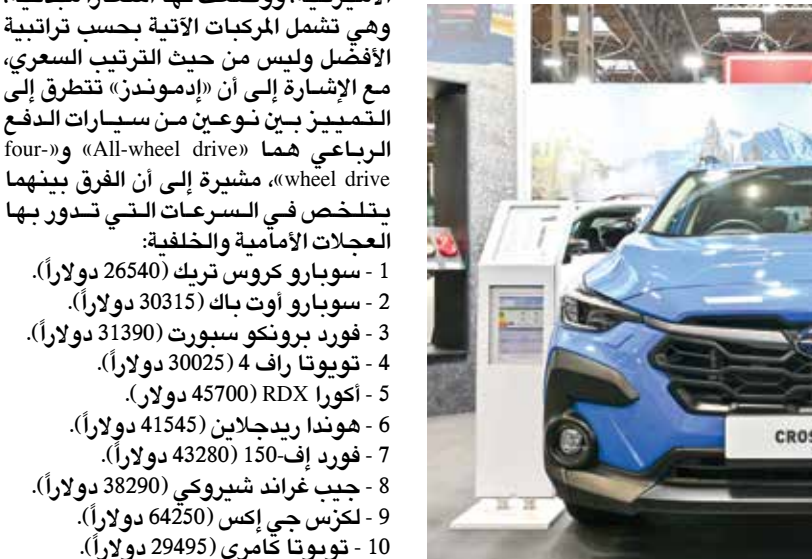 وهي تشمل المركبات الآتية بحسب تراتبية
الأفضل وليس من حيث الترتيب السعري،
مع الإشارة إلى أن «إدموندز» تتطرق إلى
التمييز بين نوعين من سيارات الدفع
الرباعي هما «All-wheel drive» و«four-
wheel drive»، مشيرة إلى أن الفرق بينهما
يتلخص في السرعات التي تدور بها
العجلات الأمامية والخلفية:
1 - سوبارو كروس تريك (26540 دولاراً).
2 - سوبارو أوت باك (30315 دولاراً).
3 - فورد برونكو سبورت (31390 دولاراً).
4 - تويوتا راف 4 (30025 دولاراً).
5 - أكورا RDX (45700 دولار).
6 - هوندا ريدجلاين (41545 دولاراً).
7 - فورد إف-150 (43280 دولاراً).
8 - جيب غراند شيروكي (38290 دولاراً).
9 - لكزس جي إكس (64250 دولاراً).
10 - تويوتا كامري (29495 دولاراً).
CROS